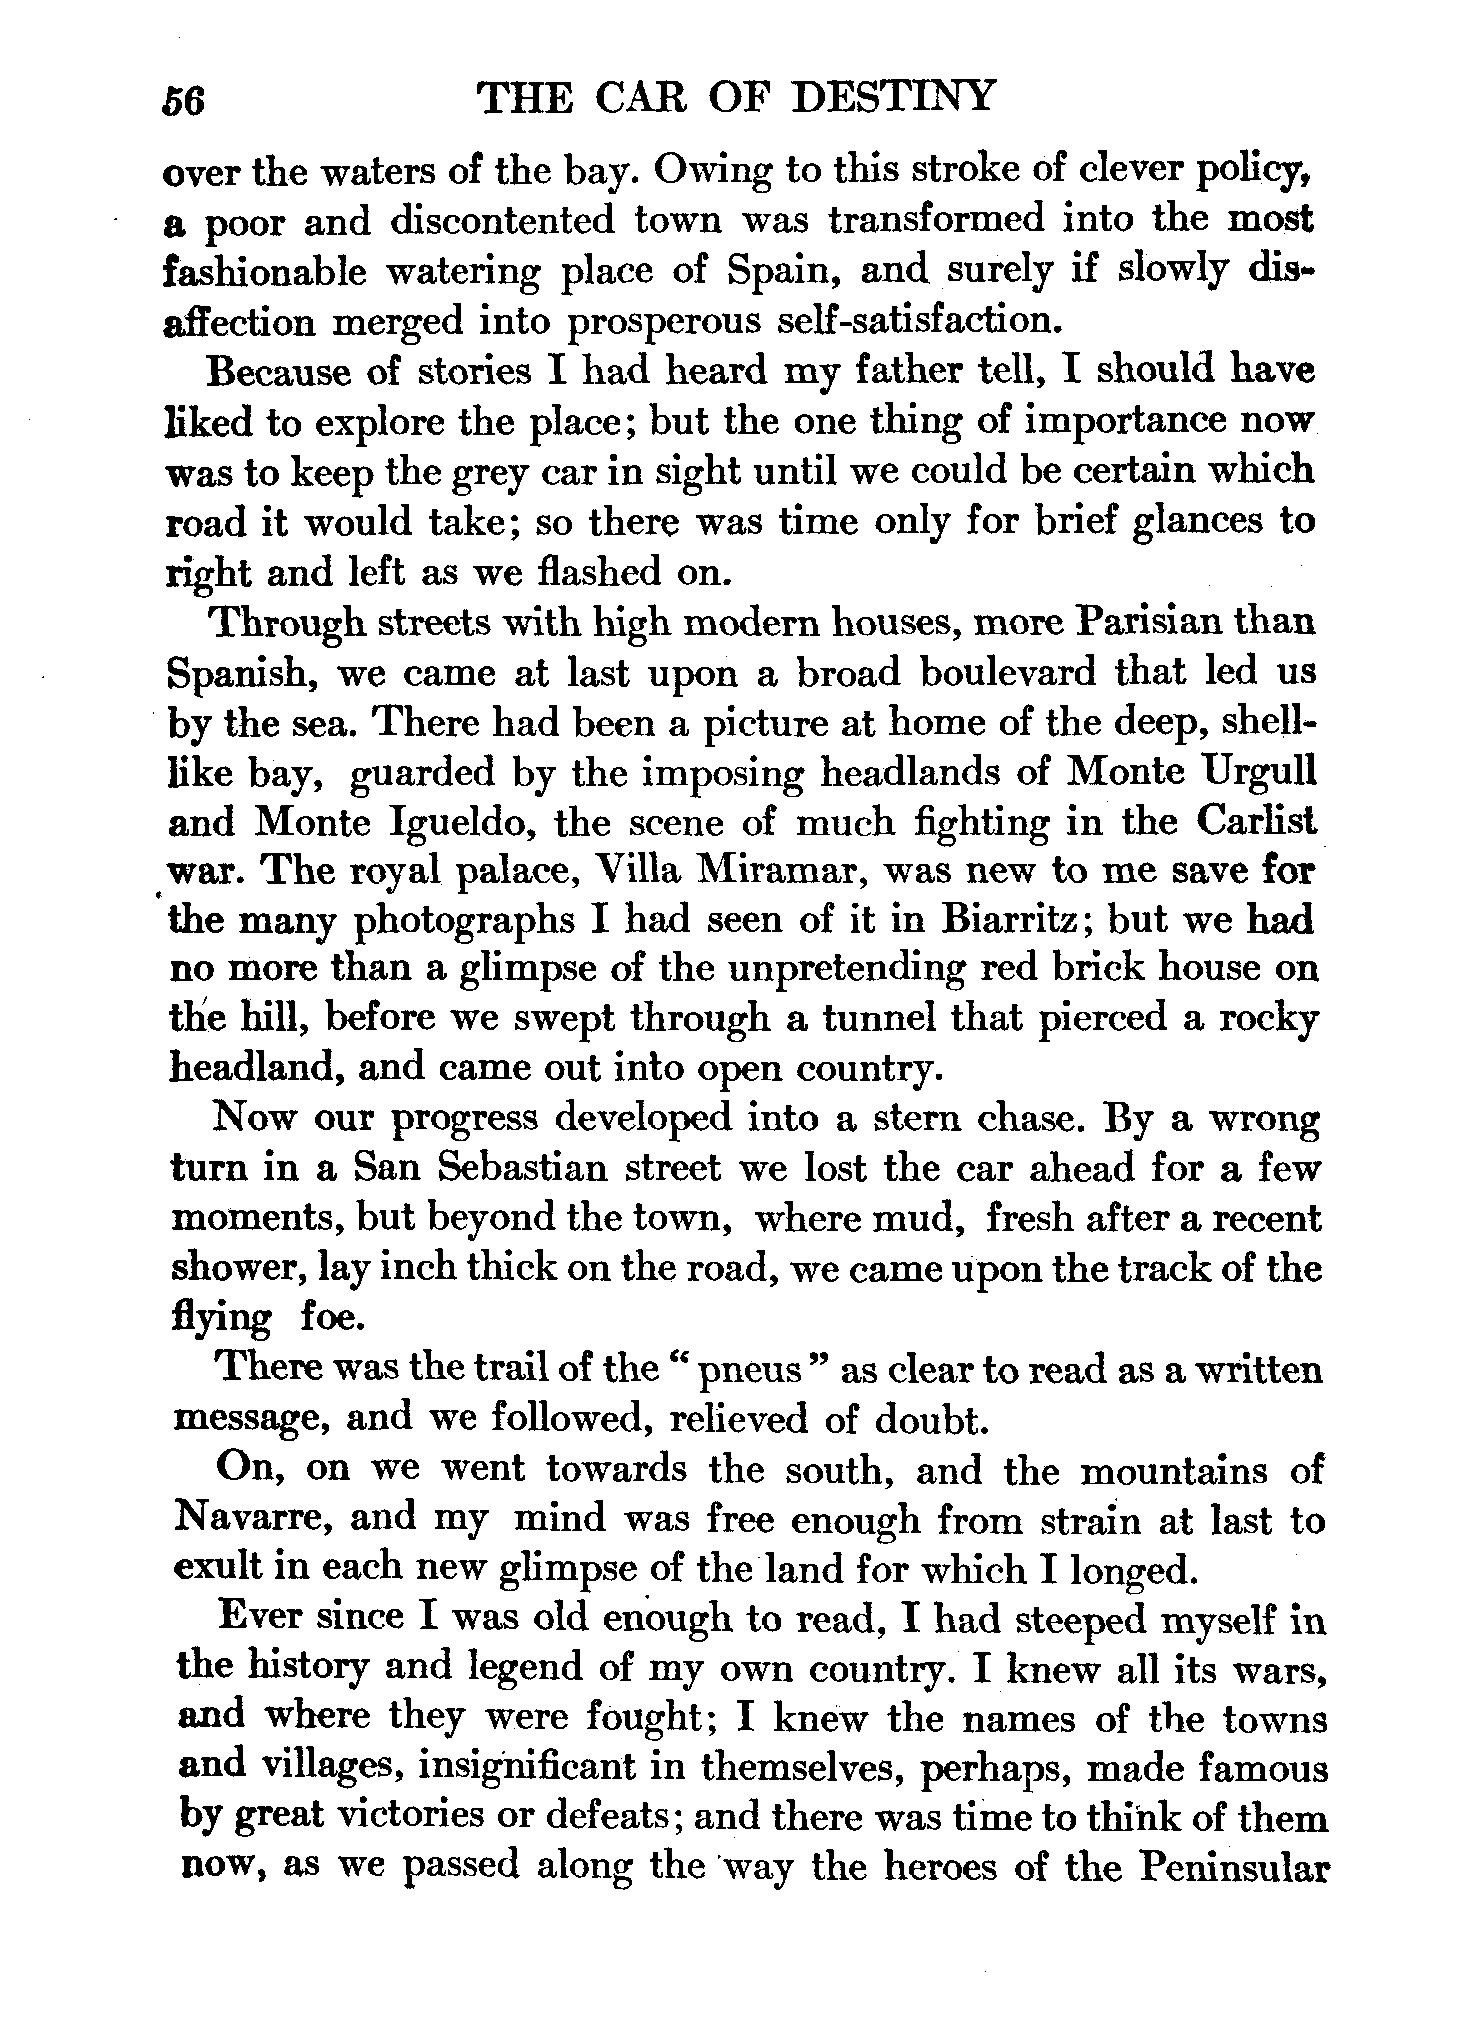 56 THE CAR OF DESTINY
over the waters of the bay. Owing to this stroke of clever policy,
a poor and discontented town was transformed into the most
fashionable watering place of Spain, and surely if slowly dis-
affection merged into prosperous self-satisfaction.
Because of stories I had heard my father tell, I should have
liked to explore the place; but the one thing of importance now
was to keep the grey car in sight until we could be certain which
road it would take; so there was time only for brief glances to
right and left as we flashed on.
Through streets with high modern houses, more Parisian than
Spanish, we came at last upon a broad boulevard that led us
by the sea. There had been a picture at home of the deep, shell-
like bay, guarded by the imposing headlands of Monte Urgull
and Monte Igueldo, the scene of much fighting in the Carlist
war. The royal palace, Villa Miramar, was new to me save for
the many photographs I had seen of it in Biarritz; but we had
no more than a glimpse of the unpretending red brick house on
the hill, before we swept through a tunnel that pierced a rocky
headland, and came out into open country.
Now our progress developed into a stern chase. By a wrong
turn in a San Sebastian street we lost the car ahead for a few
moments, but beyond the town, where mud, fresh after a recent
shower, lay inch thick on the road, we came upon the track of the
flying foe.
There was the trail of the “ pneus ” as clear to read as a written
message, and we followed, relieved of doubt.
On, on we went towards the south, and the mountains of
Navarre, and my mind was free enough from strain at last to
exult in each new glimpse of the land for which I longed.
Ever since I was old enough to read, I had steeped myself in
the history and legend of my own country. I knew all its wars,
and where they were fought; I knew the names of the towns
and villages, insignificant in themselves, perhaps, made famous
by great victories or defeats; and there was time to think of them
now, as we passed along the way the heroes of the Peninsular